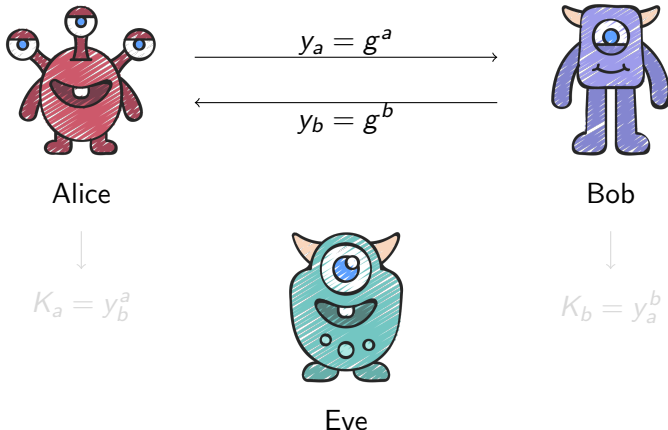 y_a = g^a
y_b = g^b
Alice
Bob
K_a = y_b^a
K_b = y_a^b
Eve